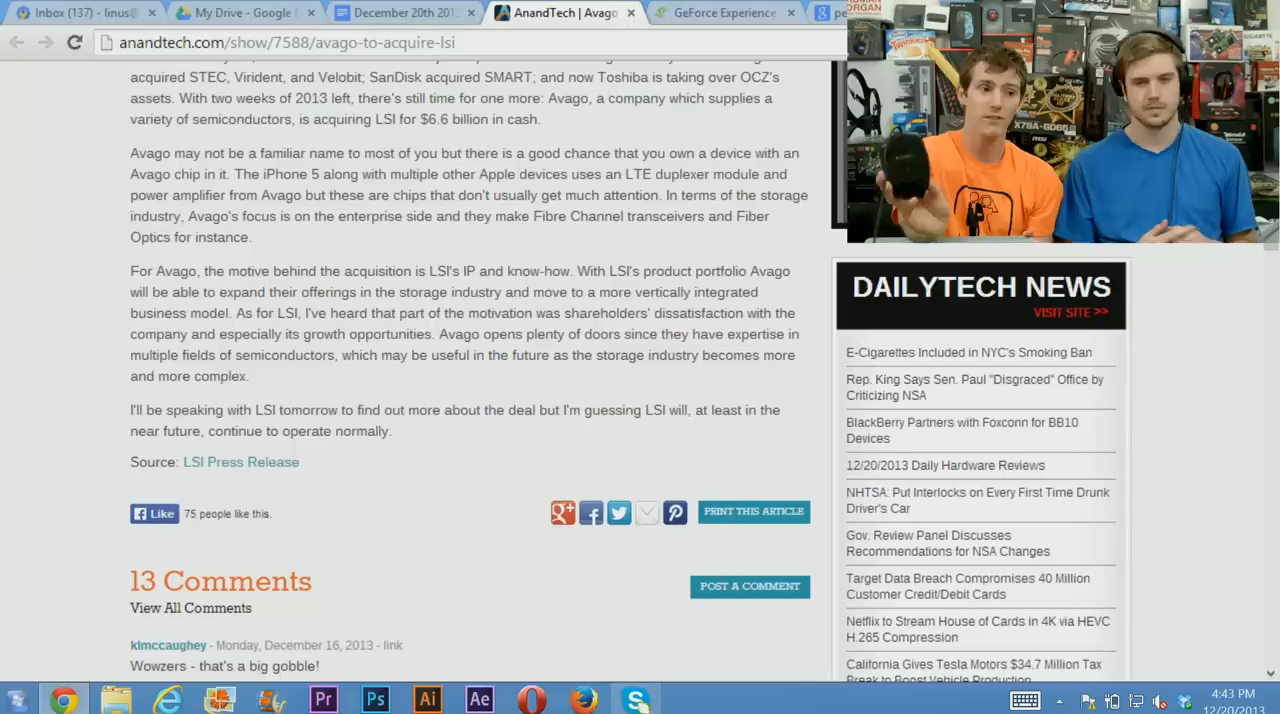 Inbox (137) - linus@
My Drive - Google
December 20th 201
AnandTech | Avago
GeForce Experience
anandtech.com/show/7588/avago-to-acquire-lsi
acquired STEC, Virident, and Velobit; SanDisk acquired SMART; and now Toshiba is taking over OCZ's
assets. With two weeks of 2013 left, there's still time for one more: Avago, a company which supplies a
variety of semiconductors, is acquiring LSI for $6.6 billion in cash.
Avago may not be a familiar name to most of you but there is a good chance that you own a device with an
Avago chip in it. The iPhone 5 along with multiple other Apple devices uses an LTE duplexer module and
power amplifier from Avago but these are chips that don't usually get much attention. In terms of the storage
industry, Avago's focus is on the enterprise side and they make Fibre Channel transceivers and Fiber
Optics for instance.
For Avago, the motive behind the acquisition is LSI's IP and know-how. With LSI's product portfolio Avago
will be able to expand their offerings in the storage industry and move to a more vertically integrated
business model. As for LSI, I've heard that part of the motivation was shareholders' dissatisfaction with the
company and especially its growth opportunities. Avago opens plenty of doors since they have expertise in
multiple fields of semiconductors, which may be useful in the future as the storage industry becomes more
and more complex.
I'll be speaking with LSI tomorrow to find out more about the deal but I'm guessing LSI will, at least in the
near future, continue to operate normally.
Source: LSI Press Release
Like 75 people like this.
PRINT THIS ARTICLE
13 Comments
POST A COMMENT
View All Comments
klmccaughey - Monday, December 16, 2013 - link
Wowzers - that's a big gobble!
X79A-GD65
Twinkies
DAILYTECH NEWS
VISIT SITE >>
E-Cigarettes Included in NYC's Smoking Ban
Rep. King Says Sen. Paul "Disgraced" Office by
Criticizing NSA
BlackBerry Partners with Foxconn for BB10
Devices
12/20/2013 Daily Hardware Reviews
NHTSA: Put Interlocks on Every First Time Drunk
Driver's Car
Gov. Review Panel Discusses
Recommendations for NSA Changes
Target Data Breach Compromises 40 Million
Customer Credit/Debit Cards
Netflix to Stream House of Cards in 4K via HEVC
H.265 Compression
California Gives Tesla Motors $34.7 Million Tax
Break to Boost Vehicle Production
Pr
Ps
Ai
Ae
4:43 PM
12/20/2013